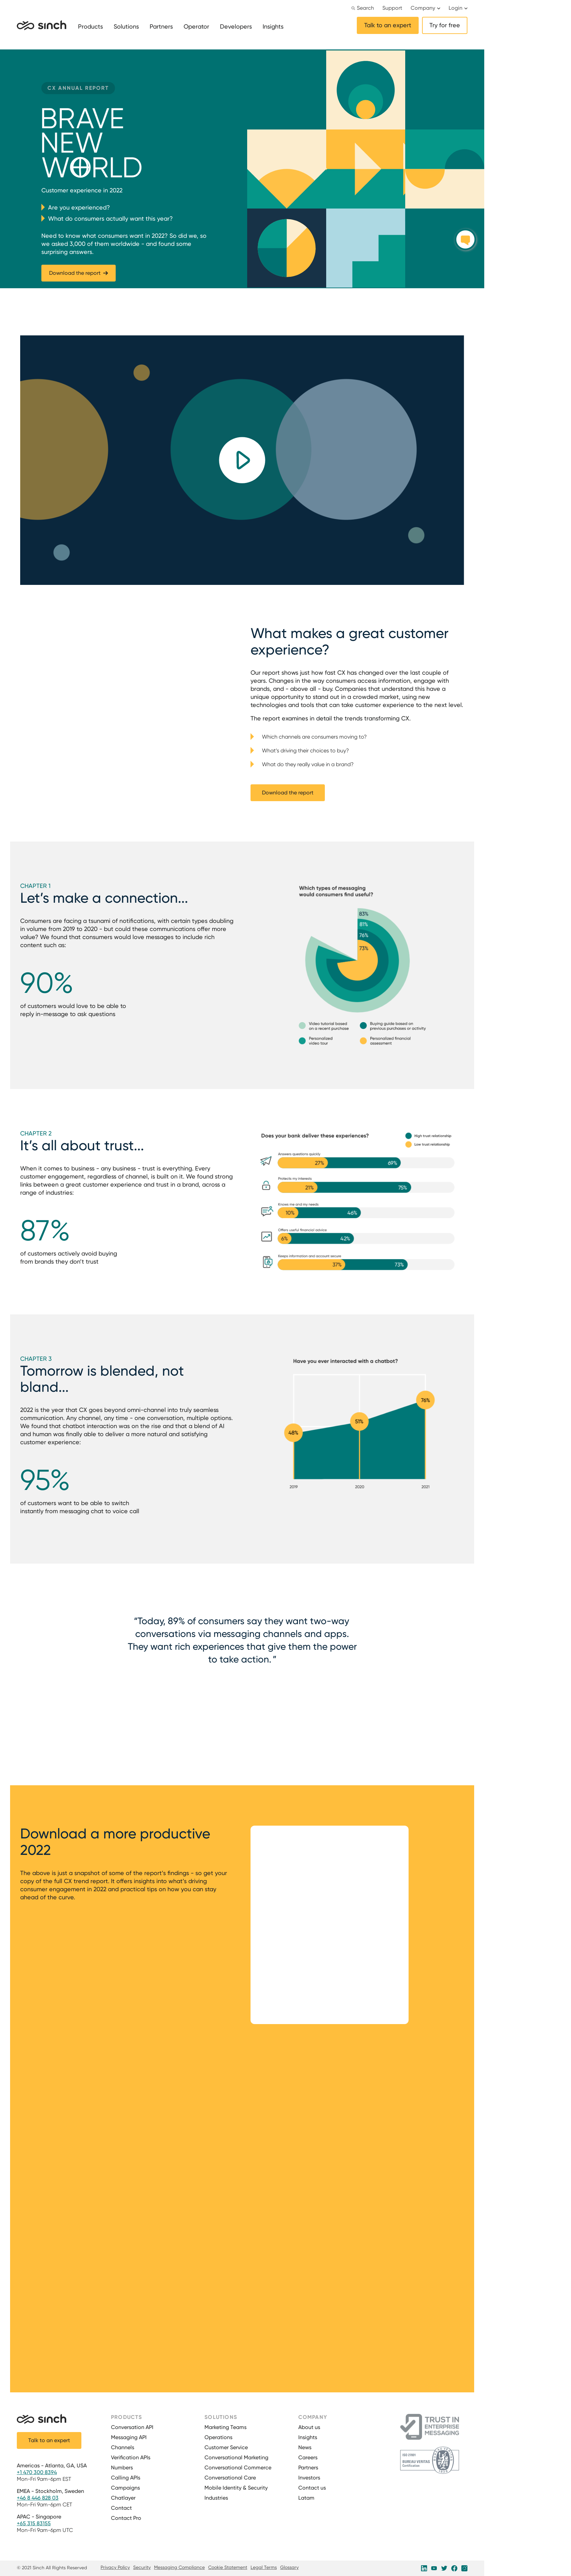 Search Support Company Login
sinch Products Solutions Partners Operator Developers Insights Talk to an expert Try for free
CX ANNUAL REPORT
BRAVE
NEW
WORLD
Customer experience in 2022
Are you experienced?
What do consumers actually want this year?
Need to know what consumers want in 2022? So did we, so
we asked 3,000 of them worldwide - and found some
surprising answers.
Download the report
What makes a great customer
experience?
Our report shows just how fast CX has changed over the last couple of
years. Changes in the way consumers access information, engage with
brands, and - above all - buy. Companies that understand this have a
unique opportunity to stand out in a crowded market, using new
technologies and tools that can take customer experience to the next level.
The report examines in detail the trends transforming CX.
Which channels are consumers moving to?
What's driving their choices to buy?
What do they really value in a brand?
Download the report
CHAPTER 1
Let's make a connection...
Consumers are facing a tsunami of notifications, with certain types doubling
in volume from 2019 to 2020 - but could these communications offer more
value? We found that consumers would love messages to include rich
content such as:
90%
of customers would love to be able to
reply in-message to ask questions
Which types of messaging
would consumers find useful?
83%
81%
76%
73%
Video tutorial based
on a recent purchase
Buying guide based on
previous purchases or activity
Personalized
video tour
Personalized financial
assessment
CHAPTER 2
It's all about trust...
When it comes to business - any business - trust is everything. Every
customer engagement, regardless of channel, is built on it. We found strong
links between a great customer experience and trust in a brand, across a
range of industries:
87%
of customers actively avoid buying
from brands they don't trust
Does your bank deliver these experiences?
High trust relationship
Low trust relationship
Answers questions quickly
27% 69%
Protects my interests
21% 75%
Knows me and my needs
10% 46%
Offers useful financial advice
6% 42%
Keeps information and account secure
37% 73%
CHAPTER 3
Tomorrow is blended, not
bland...
2022 is the year that CX goes beyond omni-channel into truly seamless
communication. Any channel, any time - one conversation, multiple options.
We found that chatbot interaction was on the rise and that a blend of AI
and human was finally able to deliver a more natural and satisfying
customer experience:
95%
of customers want to be able to switch
instantly from messaging chat to voice call
Have you ever interacted with a chatbot?
48% 51% 76%
2019 2020 2021
"Today, 89% of consumers say they want two-way
conversations via messaging channels and apps.
They want rich experiences that give them the power
to take action. "
Download a more productive
2022
The above is just a snapshot of some of the report's findings - so get your
copy of the full CX trend report. It offers insights into what's driving
consumer engagement in 2022 and practical tips on how you can stay
ahead of the curve.
sinch
Talk to an expert
Americas - Atlanta, GA, USA
+1 470 300 8394
Mon-Fri 9am-6pm EST
EMEA - Stockholm, Sweden
+46 8 446 828 03
Mon-Fri 9am-6pm CET
APAC - Singapore
+65 315 83155
Mon-Fri 9am-6pm UTC
PRODUCTS
Conversation API
Messaging API
Channels
Verification APIs
Numbers
Calling APIs
Campaigns
Chatlayer
Contact
Contact Pro
SOLUTIONS
Marketing Teams
Operations
Customer Service
Conversational Marketing
Conversational Commerce
Conversational Care
Mobile Identity & Security
Industries
COMPANY
About us
Insights
News
Careers
Partners
Investors
Contact us
Latam
TRUST IN
ENTERPRISE
MESSAGING
BUREAU VERITAS
Certification
© 2021 Sinch All Rights Reserved Privacy Policy Security Messaging Compliance Cookie Statement Legal Terms Glossary